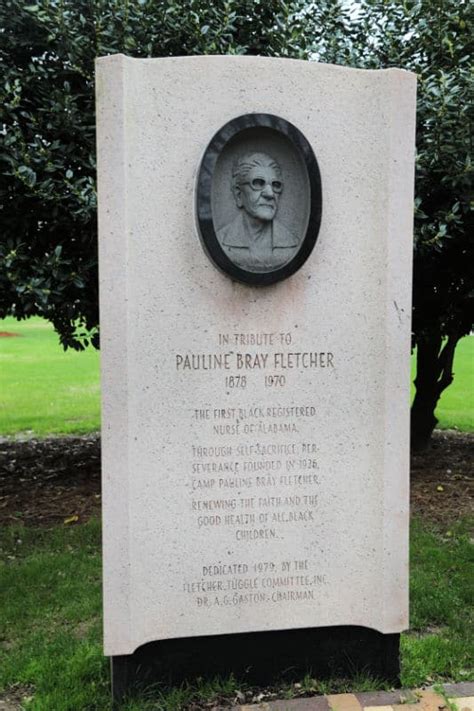 IN TRIBUTE TO
PAULINE BRAY FLETCHER
1878 1970
THE FIRST BLACK REGISTERED
NURSE OF ALABAMA,
THROUGH SELF-SACRIFICE, PER-
SEVERANCE FOUNDED IN 1926,
CAMP PAULINE BRAY FLETCHER,
RENEWING THE FAITH AND THE
GOOD HEALTH OF ALL BLACK
CHILDREN.
DEDICATED 1979, BY THE
FLETCHER, TUGGLE COMMITTEE, INC.
DR. A.G. GASTON-CHAIRMAN